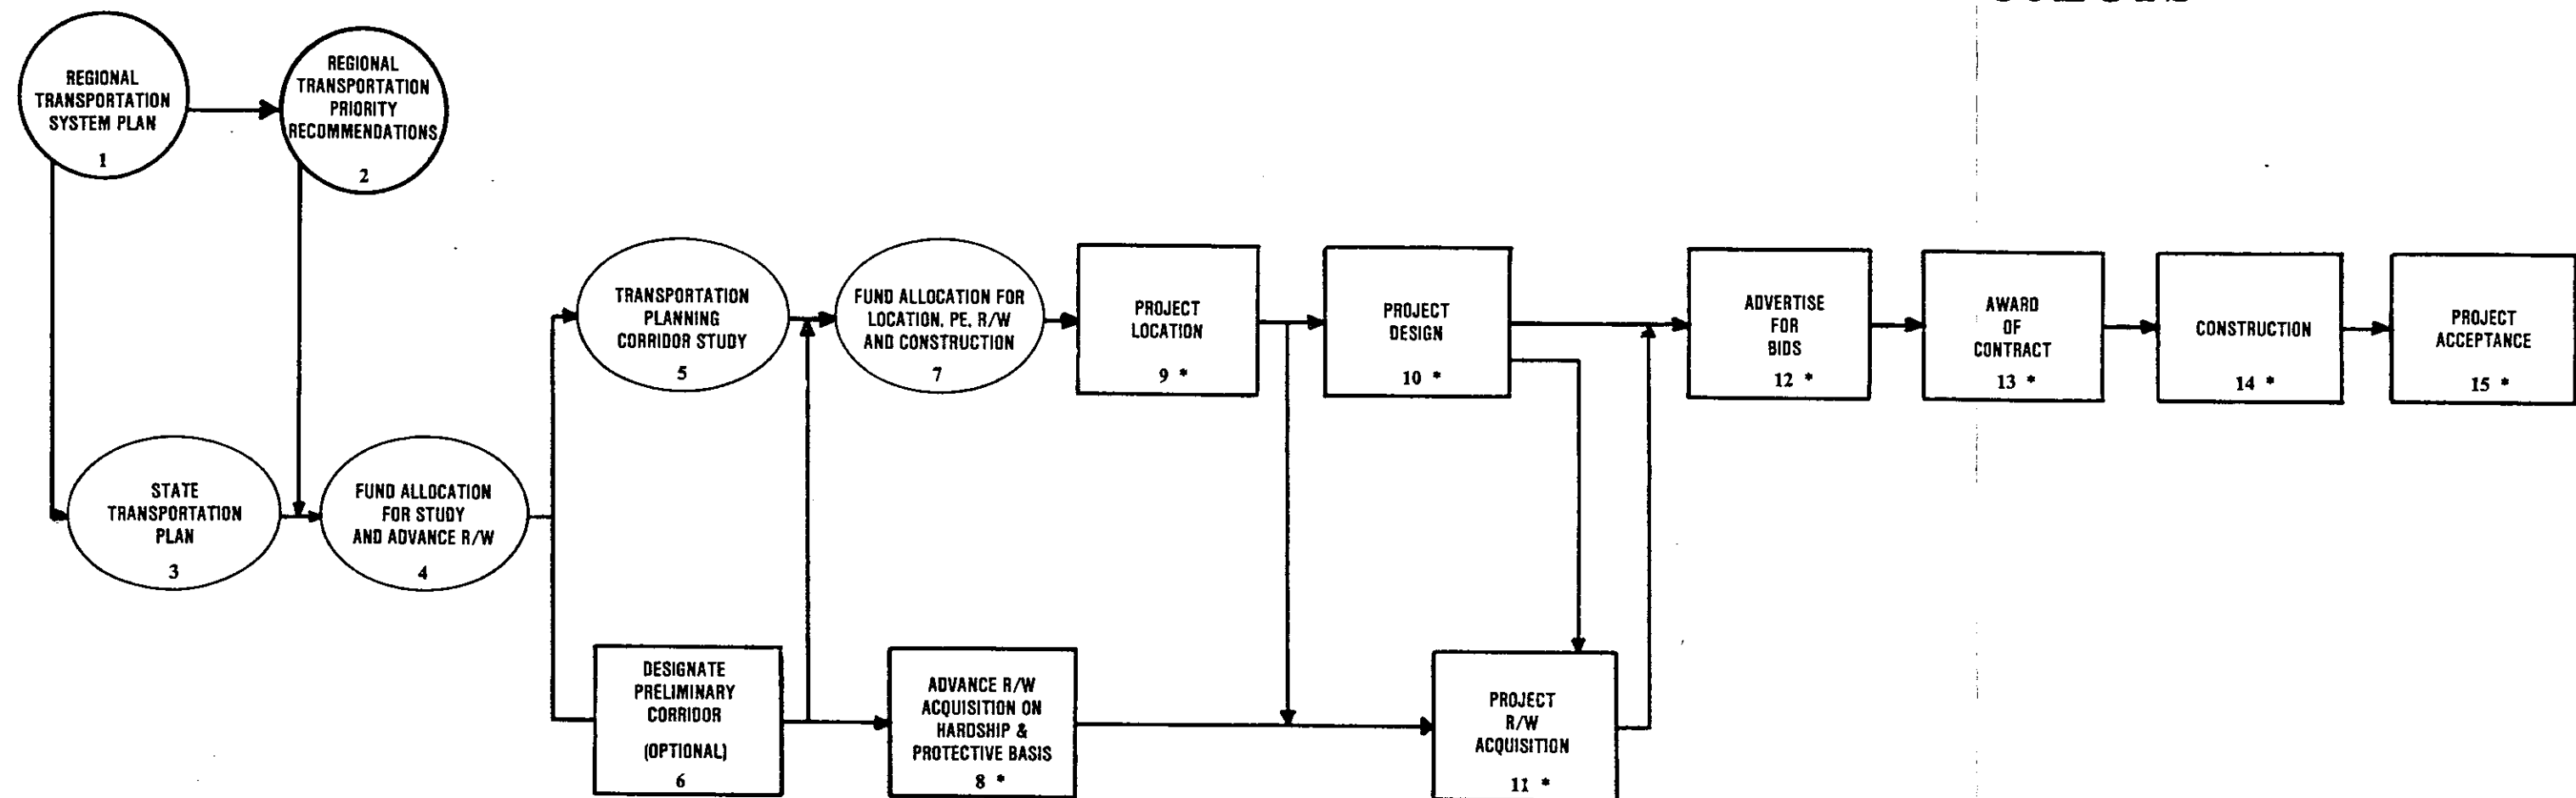 REGIONAL
TRANSPORTATION
SYSTEM PLAN
1
REGIONAL
TRANSPORTATION
PRIORITY
RECOMMENDATIONS
2
STATE
TRANSPORTATION
PLAN
3
FUND ALLOCATION
FOR STUDY
AND ADVANCE R/W
4
TRANSPORTATION
PLANNING
CORRIDOR STUDY
5
DESIGNATE
PRELIMINARY
CORRIDOR
(OPTIONAL)
6
FUND ALLOCATION FOR
LOCATION, PE, R/W
AND CONSTRUCTION
7
ADVANCE R/W
ACQUISITION ON
HARDSHIP &
PROTECTIVE BASIS
8 *
PROJECT
LOCATION
9 *
PROJECT
DESIGN
10 *
PROJECT
R/W
ACQUISITION
11 *
ADVERTISE
FOR
BIDS
12 *
AWARD
OF
CONTRACT
13 *
CONSTRUCTION
14 *
PROJECT
ACCEPTANCE
15 *